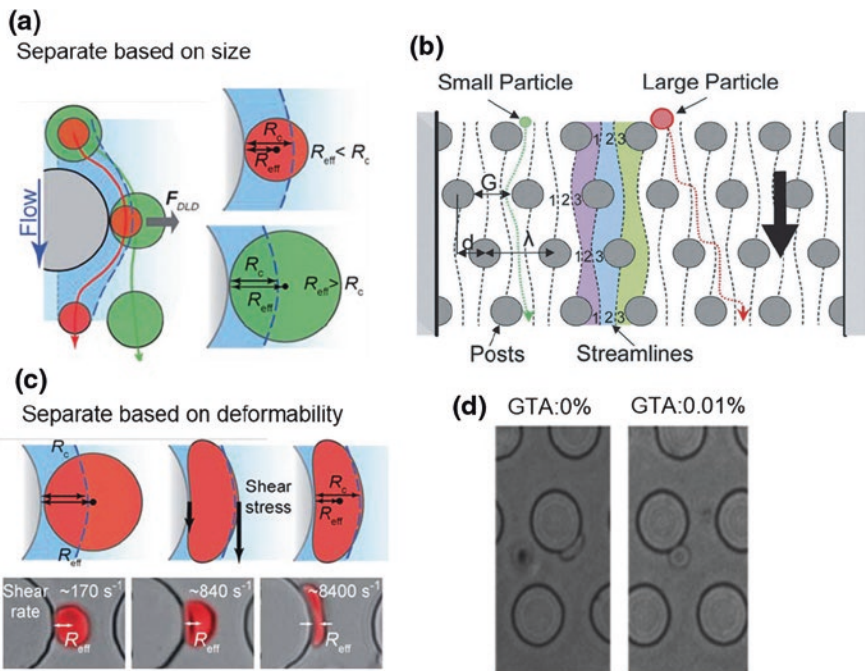 (a)
Separate based on size
Flow
F_DLD
R_c
R_eff
R_eff < R_c
R_c
R_eff
R_eff > R_c
(b)
Small Particle
Large Particle
1 2 3
G
1 2 3
d
λ
1 2 3
1 2 3
Posts
Streamlines
(c)
Separate based on deformability
R_c
R_eff
Shear
stress
R_c
R_eff
Shear
rate
~170 s⁻¹
R_eff
~840 s⁻¹
R_eff
~8400 s⁻¹
R_eff
(d)
GTA:0%
GTA:0.01%